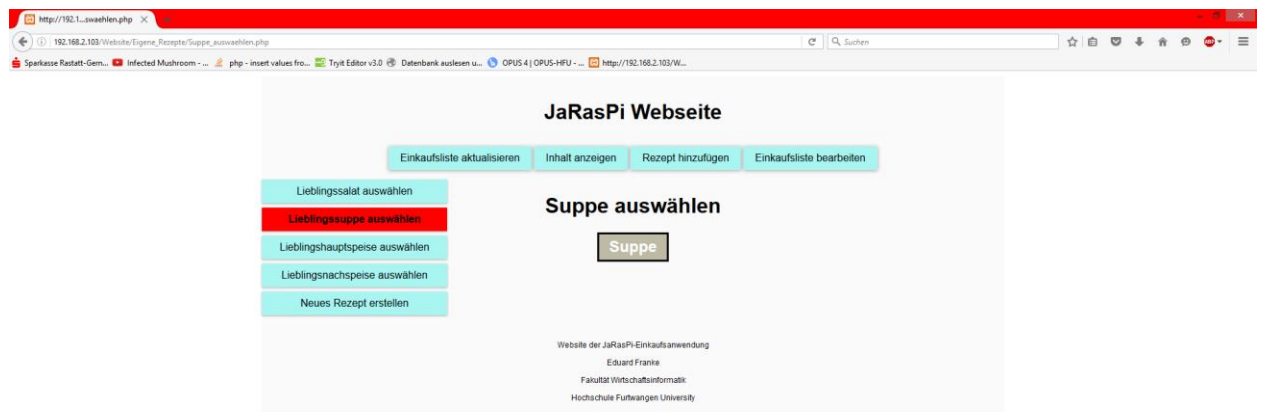 http://192.1...swaehlen.php
192.168.2.103/Website/Eigene_Rezepte/Suppe_auswaehlen.php
Suchen
Sparkasse Rastatt-Gern... Infected Mushroom - ... php - insert values fro... Tryit Editor v3.0 Datenbank auslesen u... OPUS 4 | OPUS-HFU - ... http://192.168.2.103/W...
JaRasPi Webseite
Einkaufsliste aktualisieren Inhalt anzeigen Rezept hinzufügen Einkaufsliste bearbeiten
Lieblingssalat auswählen
Lieblingssuppe auswählen
Lieblingshauptspeise auswählen
Lieblingsnachspeise auswählen
Neues Rezept erstellen
Suppe auswählen
Suppe
Website der JaRasPi-Einkaufsanwendung
Eduard Franke
Fakultät Wirtschaftsinformatik
Hochschule Furtwangen University